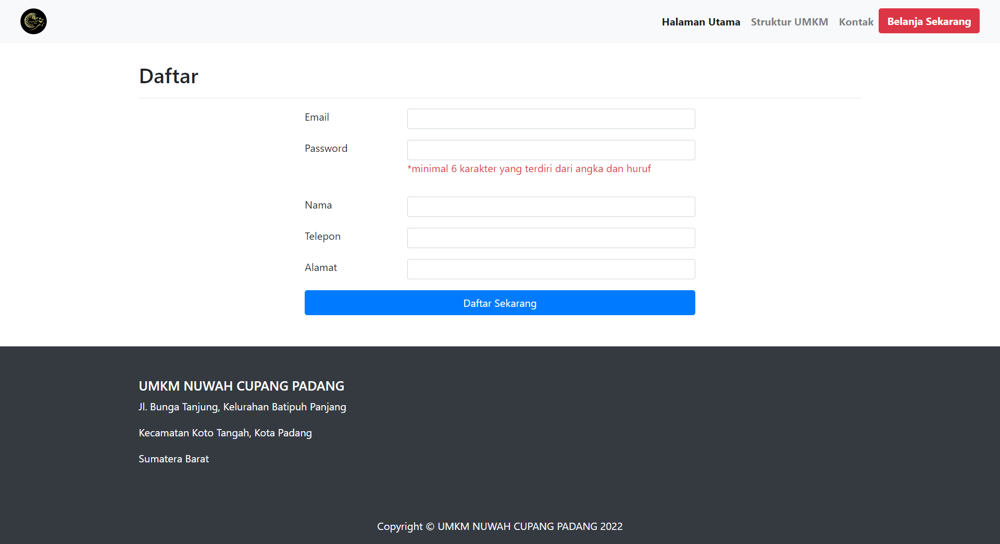 Halaman Utama Struktur UMKM Kontak Belanja Sekarang
Daftar
Email
Password
*minimal 6 karakter yang terdiri dari angka dan huruf
Nama
Telepon
Alamat
Daftar Sekarang
UMKM NUWAH CUPANG PADANG
Jl. Bunga Tanjung, Kelurahan Batipuh Panjang
Kecamatan Koto Tangah, Kota Padang
Sumatera Barat
Copyright © UMKM NUWAH CUPANG PADANG 2022